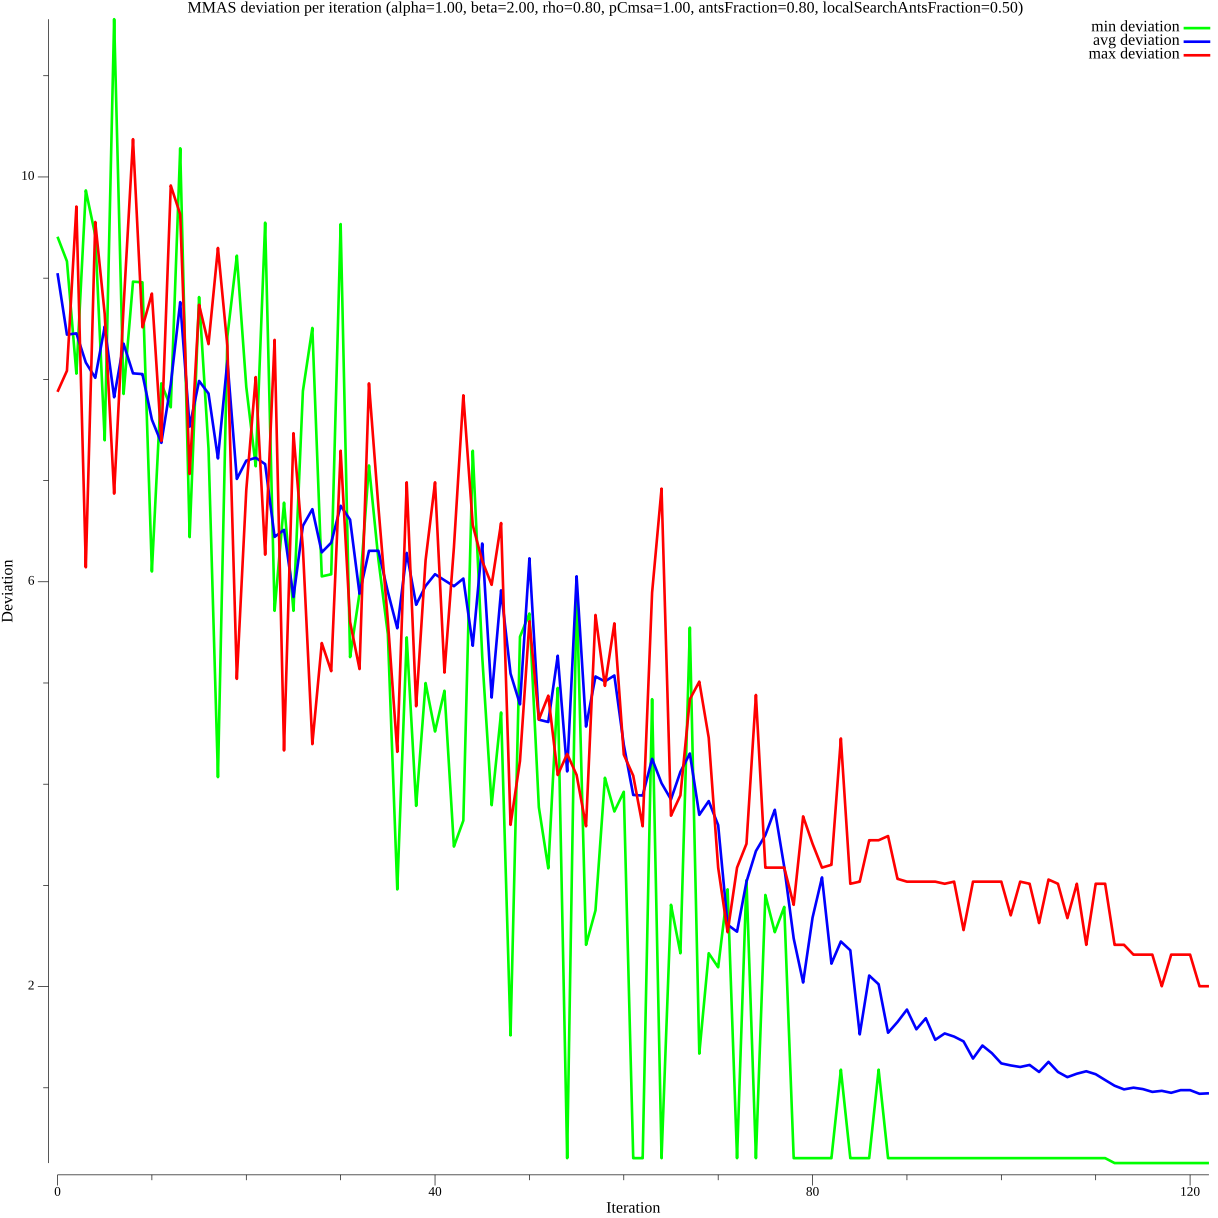 MMAS deviation per iteration (alpha=1.00, beta=2.00, rho=0.80, pCmsa=1.00, antsFraction=0.80, localSearchAntsFraction=0.50)
min deviation
avg deviation
max deviation
10
6
2
Deviation
0
40
80
120
Iteration